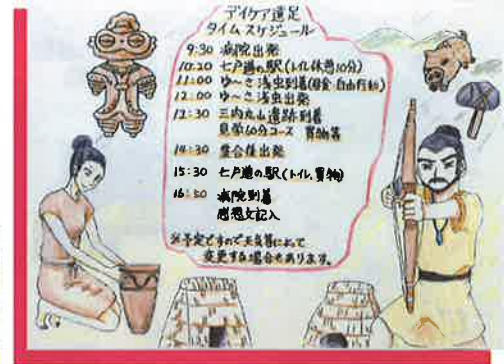 デイケア遠足
タイムスケジュール
9:30 病院出発
10:20 七戸道の駅(トイレ休憩10分)
11:00 ゆ〜さ浅虫到着(昼食・自由行動)
12:00 ゆ〜さ浅虫出発
12:30 三内丸山遺跡到着
見学60分コース 買物等
14:30 集合後出発
15:30 七戸道の駅(トイレ、買物)
16:50 病院到着
感想文記入
※予定ですので天気等によって
変更する場合もあります。